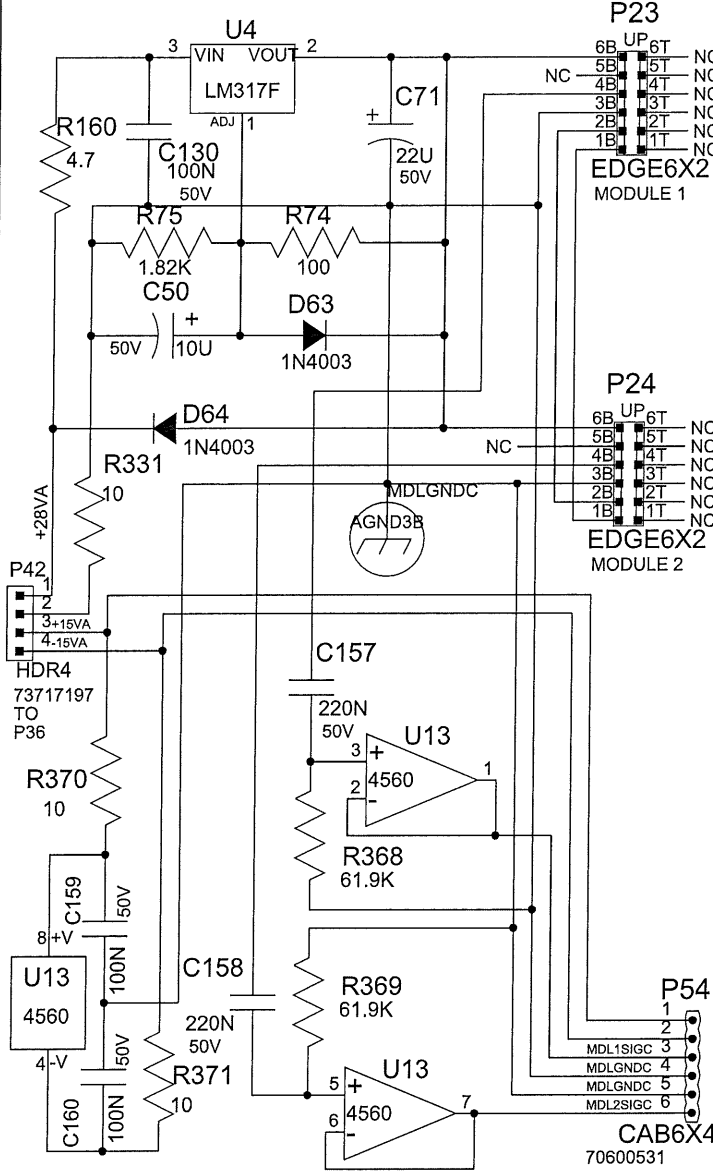 P23
U4
UP
3 VIN VOUT 2
6B 6T NC
LM317F
NC 5B 5T NC
C71
4B 4T NC
+
3B 3T NC
ADJ 1
2B 2T NC
R160
4.7
C130
100N
50V
22U
50V
1B 1T NC
EDGE6X2
MODULE 1
R75
R74
1.82K
100
C50
D63
50V
+
10U
1N4003
P24
UP
D64
1N4003
6B 6T NC
NC 5B 5T NC
R331
10
4B 4T NC
3B 3T NC
MDLGNDC
+28VA
2B 2T NC
AGND3B
1B 1T NC
EDGE6X2
MODULE 2
P42
1
2
3 +15VA
4 -15VA
HDR4
73717197
TO
P36
C157
220N
50V
U13
3 +
4560
1
2 -
R370
10
R368
61.9K
C159
50V
100N
8 +V
U13
4560
4 -V
C158
220N
50V
R369
61.9K
P54
1
2
MDL1SIGC 3
MDLGNDC 4
MDLGNDC 5
MDL2SIGC 6
CAB6X4
70600531
50V
C160
100N
R371
10
U13
5 +
4560
7
6 -